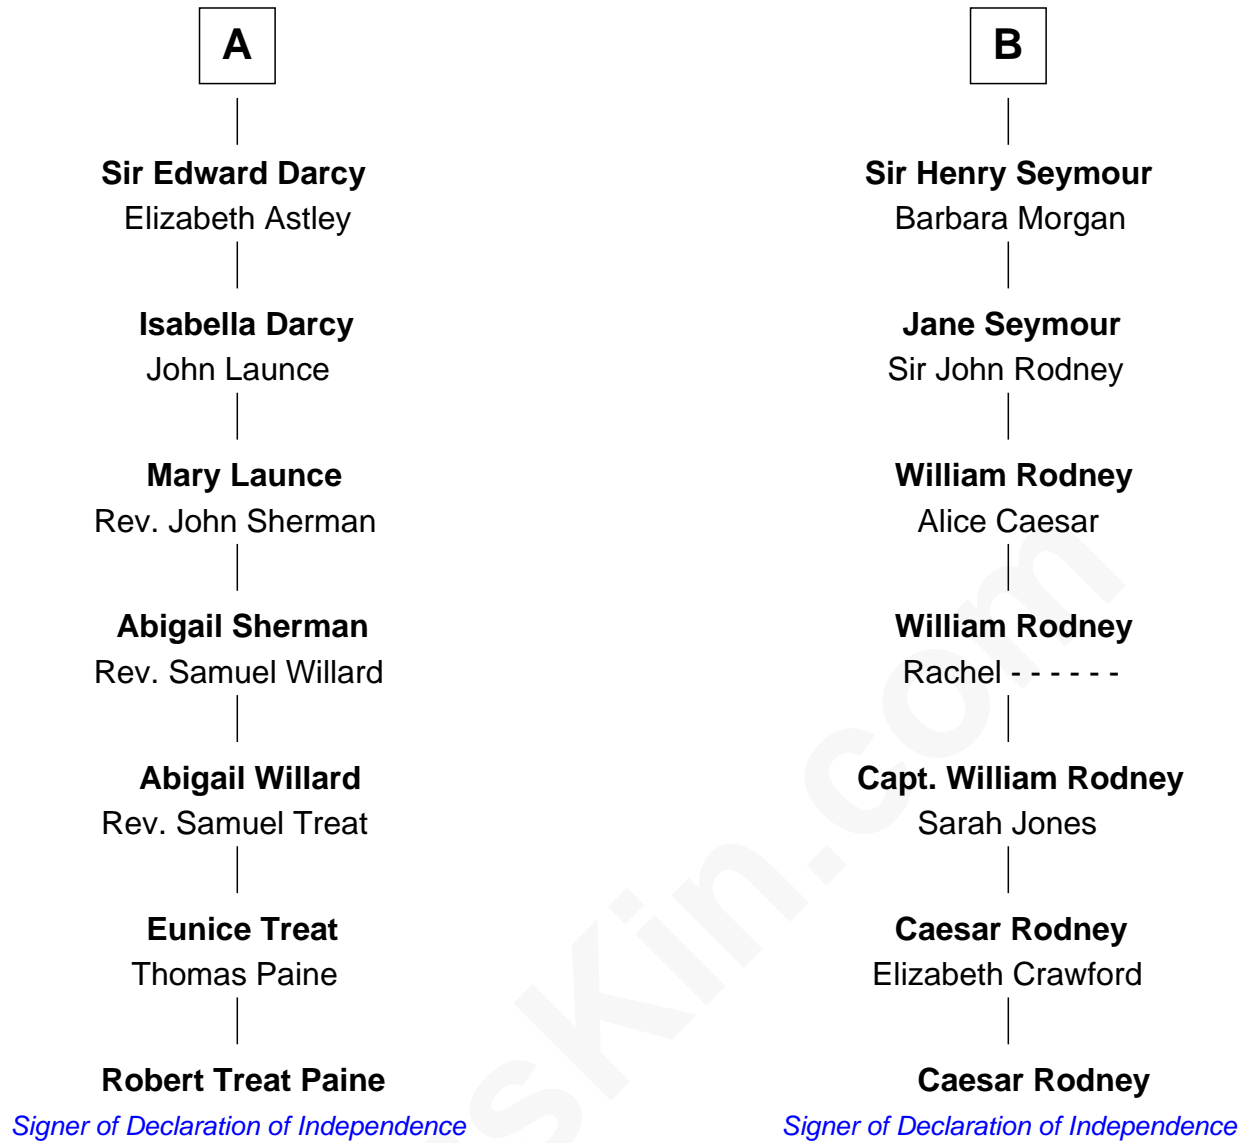 A
Sir Edward Darcy
Elizabeth Astley
Isabella Darcy
John Launce
Mary Launce
Rev. John Sherman
Abigail Sherman
Rev. Samuel Willard
Abigail Willard
Rev. Samuel Treat
Eunice Treat
Thomas Paine
Robert Treat Paine
Signer of Declaration of Independence
B
Sir Henry Seymour
Barbara Morgan
Jane Seymour
Sir John Rodney
William Rodney
Alice Caesar
William Rodney
Rachel - - - - - -
Capt. William Rodney
Sarah Jones
Caesar Rodney
Elizabeth Crawford
Caesar Rodney
Signer of Declaration of Independence
sKin.com